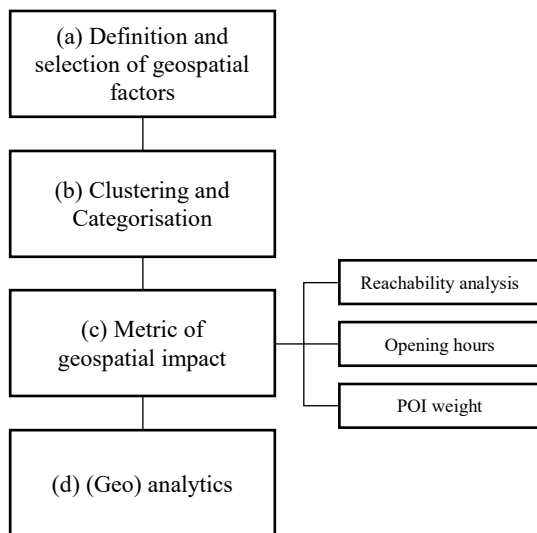 (a) Definition and
selection of geospatial
factors
(b) Clustering and
Categorisation
(c) Metric of
geospatial impact
Reachability analysis
Opening hours
POI weight
(d) (Geo) analytics